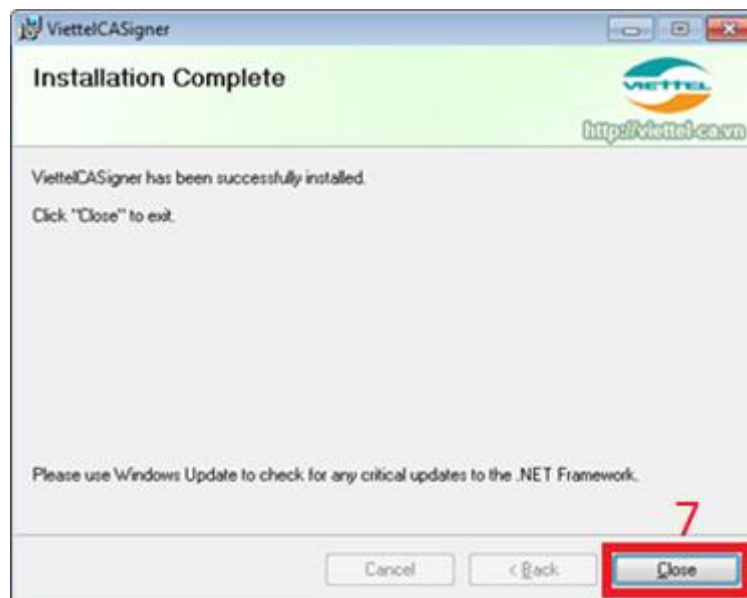 ViettelCASigner
Installation Complete
VIETTEL
http://viettel-ca.vn
ViettelCASigner has been successfully installed.
Click "Close" to exit.
Please use Windows Update to check for any critical updates to the .NET Framework.
7
Cancel
< Back
Close